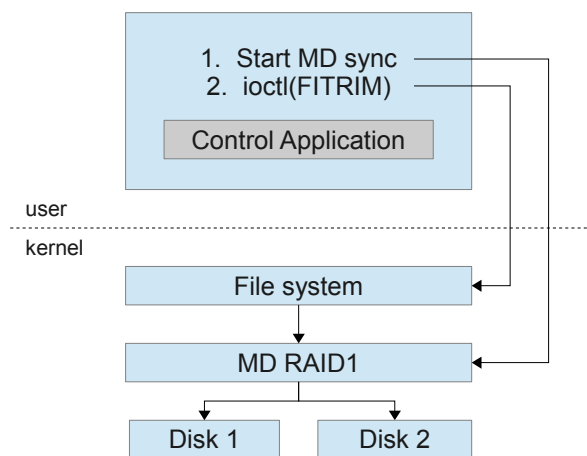 1. Start MD sync
2. ioctl(FITRIM)
Control Application
user
kernel
File system
MD RAID1
Disk 1
Disk 2